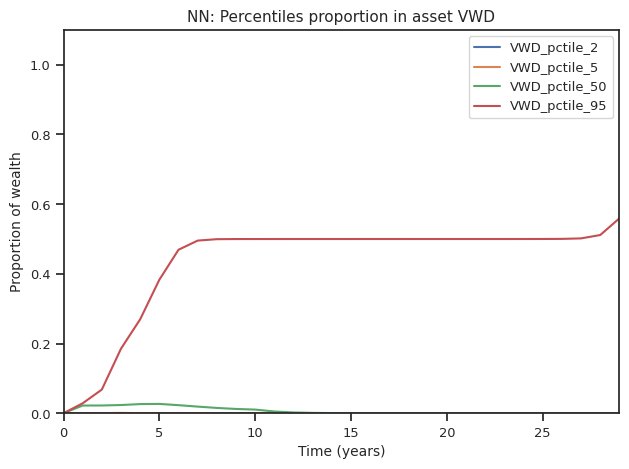 NN: Percentiles proportion in asset VWD
VWD_pctile_2
VWD_pctile_5
VWD_pctile_50
VWD_pctile_95
Proportion of wealth
1.0
0.8
0.6
0.4
0.2
0.0
0 5 10 15 20 25
Time (years)